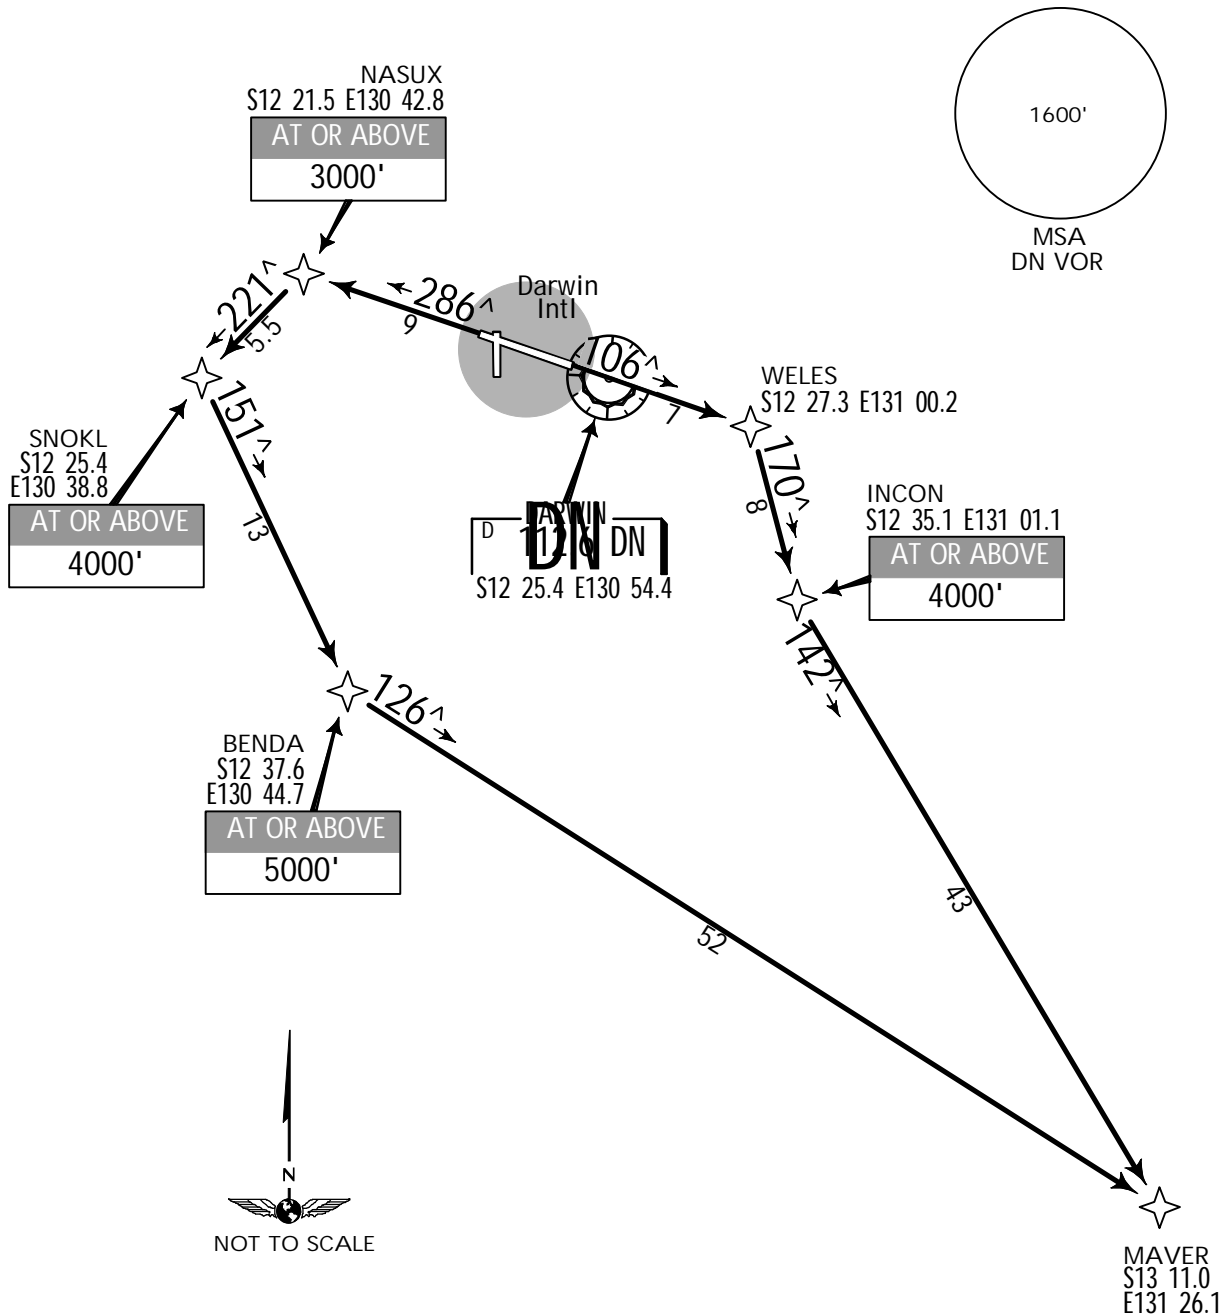 NASUX
S12 21.5 E130 42.8
AT OR ABOVE
3000'
1600'
MSA
DN VOR
221^
5.5
286^
9
Darwin
Intl
106^
7
WELES
S12 27.3 E131 00.2
SNOKL
S12 25.4
E130 38.8
AT OR ABOVE
4000'
151^
13
D
DARWIN
112.6 DN
DN
S12 25.4 E130 54.4
170^
8
INCON
S12 35.1 E131 01.1
AT OR ABOVE
4000'
142^
43
126^
52
BENDA
S12 37.6
E130 44.7
AT OR ABOVE
5000'
N
NOT TO SCALE
MAVER
S13 11.0
E131 26.1